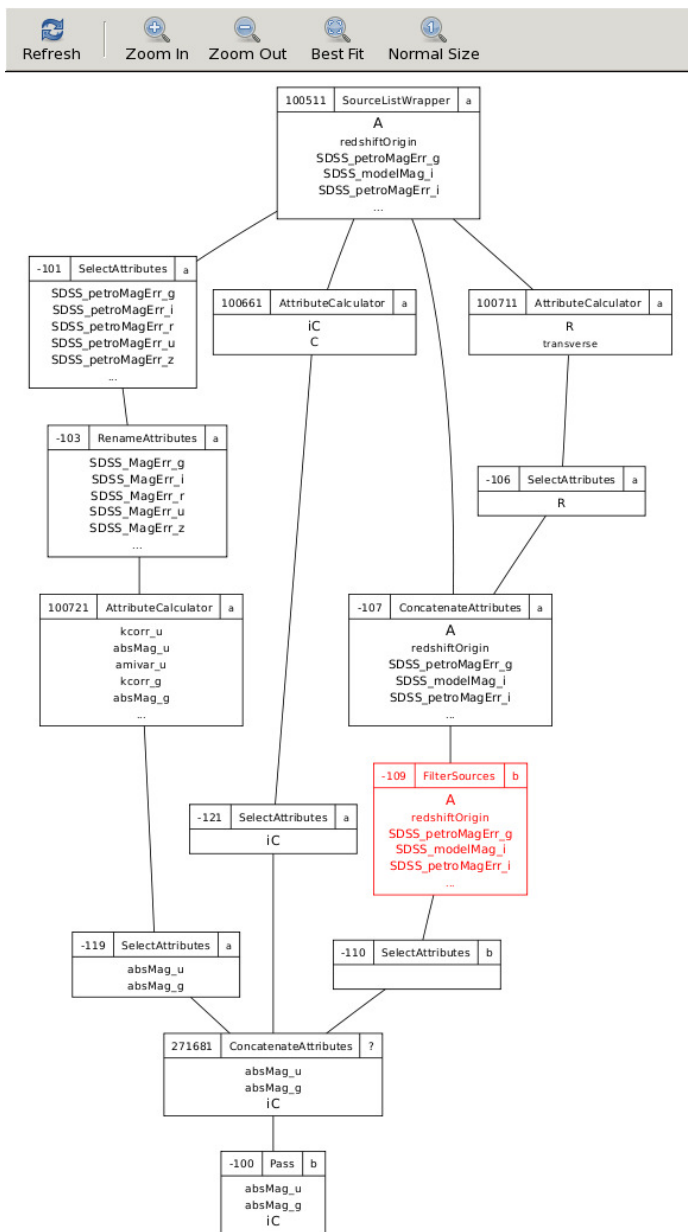 Refresh Zoom In Zoom Out Best Fit Normal Size
100511 SourceListWrapper a
A
redshiftOrigin
SDSS_petroMagErr_g
SDSS_modelMag_i
SDSS_petroMagErr_i
...
-101 SelectAttributes a
SDSS_petroMagErr_g
SDSS_petroMagErr_i
SDSS_petroMagErr_r
SDSS_petroMagErr_u
SDSS_petroMagErr_z
...
100661 AttributeCalculator a
iC
C
100711 AttributeCalculator a
R
transverse
-103 RenameAttributes a
SDSS_MagErr_g
SDSS_MagErr_i
SDSS_MagErr_r
SDSS_MagErr_u
SDSS_MagErr_z
...
-106 SelectAttributes a
R
100721 AttributeCalculator a
kcorr_u
absMag_u
amivar_u
kcorr_g
absMag_g
...
-107 ConcatenateAttributes a
A
redshiftOrigin
SDSS_petroMagErr_g
SDSS_modelMag_i
SDSS_petroMagErr_i
...
-109 FilterSources b
A
redshiftOrigin
SDSS_petroMagErr_g
SDSS_modelMag_i
SDSS_petroMagErr_i
...
-121 SelectAttributes a
iC
-119 SelectAttributes a
absMag_u
absMag_g
-110 SelectAttributes b
271681 ConcatenateAttributes ?
absMag_u
absMag_g
iC
-100 Pass b
absMag_u
absMag_g
iC